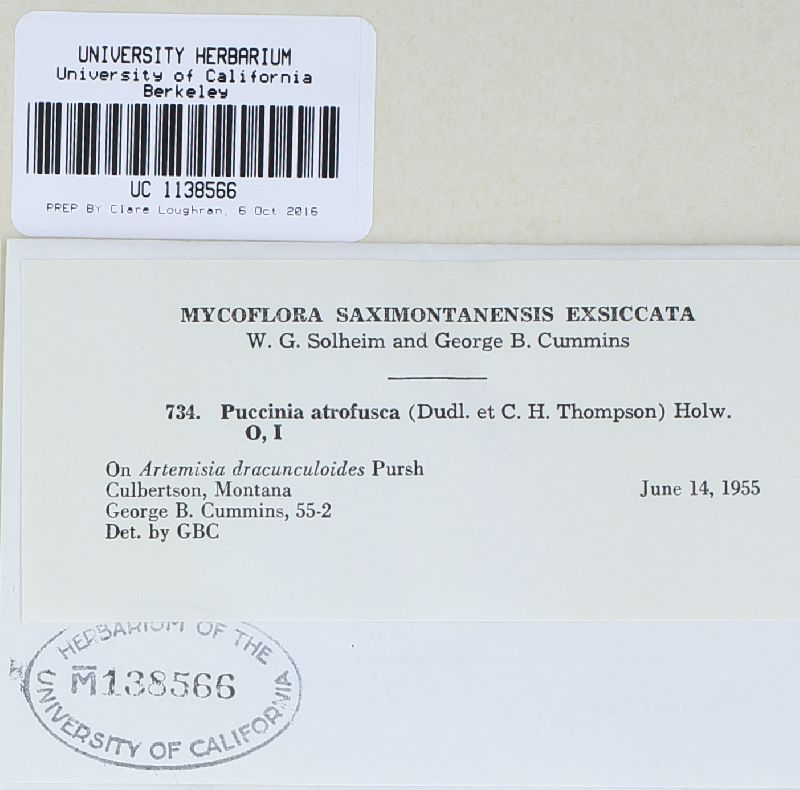 UNIVERSITY HERBARIUM
University of California
Berkeley
UC 1138566
PREP BY Clare Loughran, 6 Oct 2016
MYCOFLORA SAXIMONTANENSIS EXSICCATA
W. G. Solheim and George B. Cummins
734. Puccinia atrofusca (Dudl. et C. H. Thompson) Holw.
O, I
On Artemisia dracunculoides Pursh
Culbertson, Montana June 14, 1955
George B. Cummins, 55-2
Det. by GBC
HERBARIUM OF THE
M138566
UNIVERSITY OF CALIFORNIA